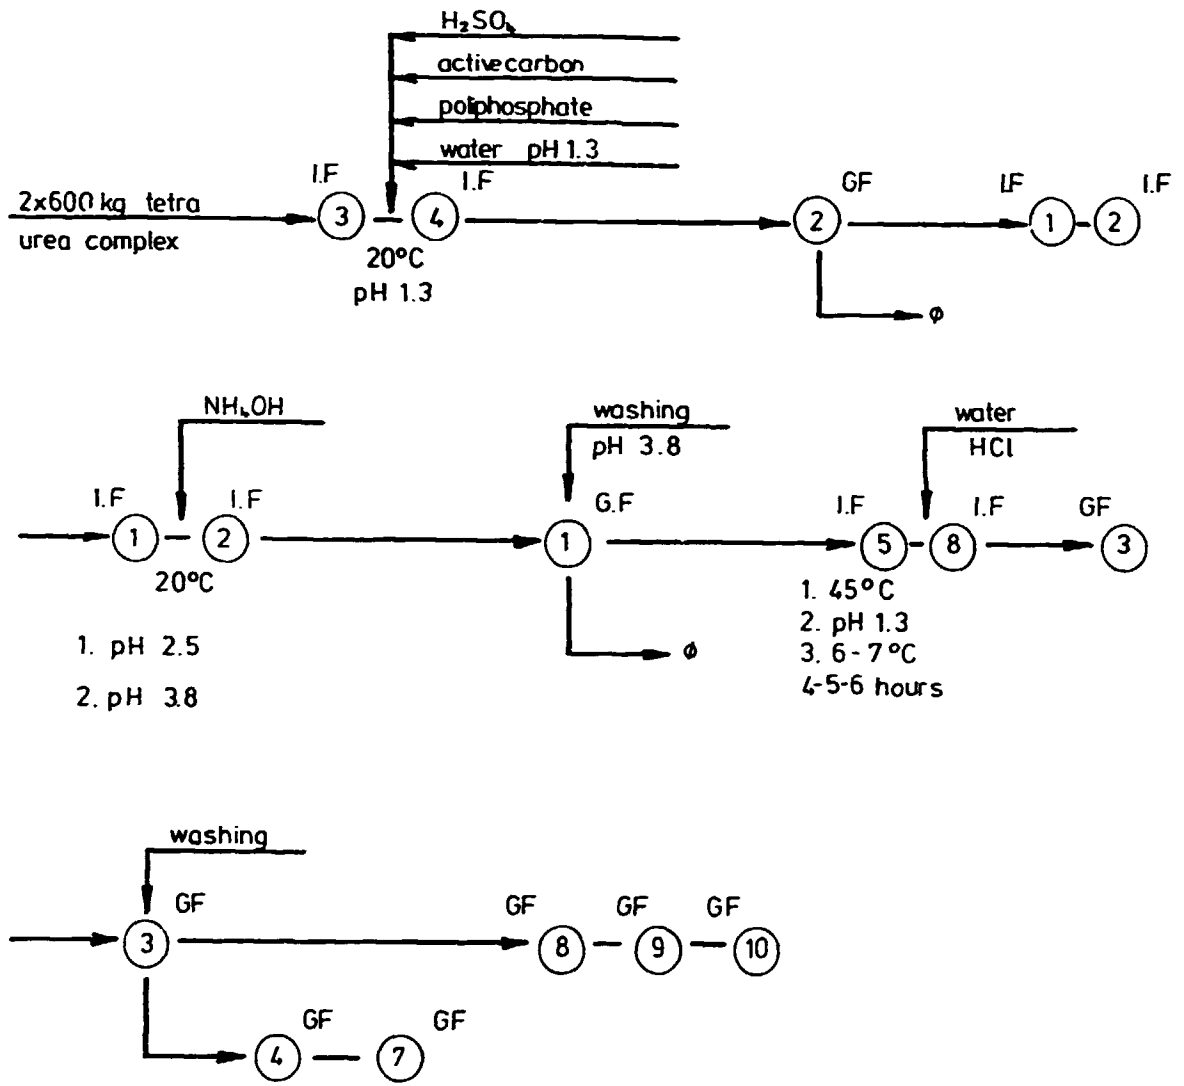 H₂SO₄
active carbon
poliphosphate
water pH 1.3
I.F I.F GF I.F I.F
2x600 kg tetra
urea complex
3 4 2 1 2
20°C
pH 1.3
ø
NH₄OH
washing
pH 3.8
water
HCl
I.F I.F G.F I.F I.F GF
1 2 1 5 8 3
20°C
1. pH 2.5
2. pH 3.8
ø
1. 45°C
2. pH 1.3
3. 6-7°C
4-5-6 hours
washing
GF GF GF GF
3 8 9 10
GF GF
4 7